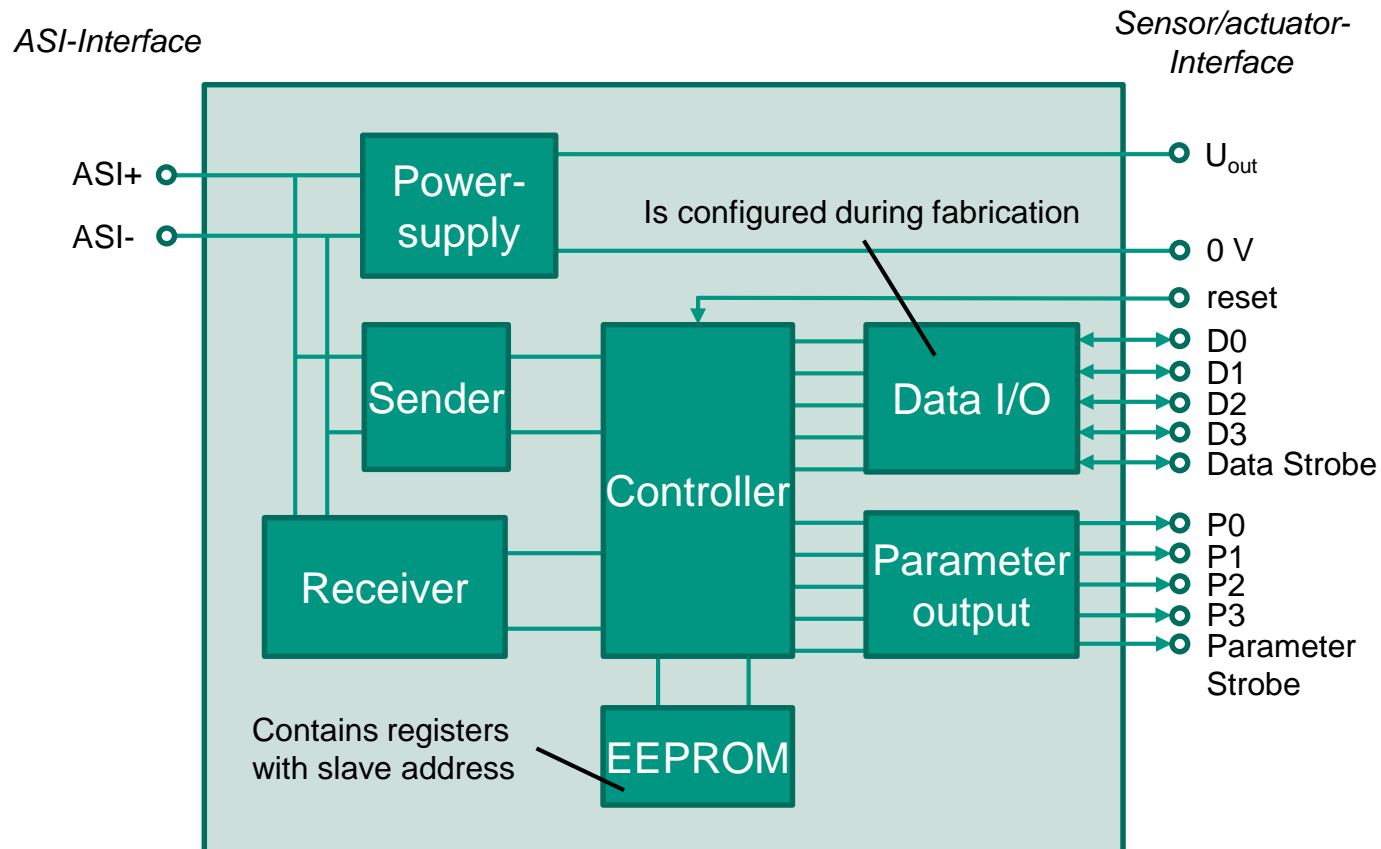 ASI-Interface
Sensor/actuator-
Interface
ASI+
ASI-
Power-
supply
Uout
Is configured during fabrication
0 V
reset
Sender
Controller
Data I/O
D0
D1
D2
D3
Data Strobe
Receiver
Parameter
output
P0
P1
P2
P3
Parameter
Strobe
Contains registers
with slave address
EEPROM